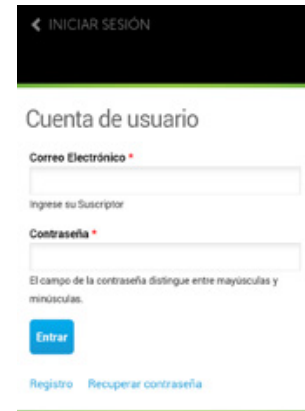 INICIAR SESIÓN
Cuenta de usuario
Correo Electrónico *
Ingrese su Suscriptor
Contraseña *
El campo de la contraseña distingue entre mayúsculas y
minúsculas.
Entrar
Registro Recuperar contraseña